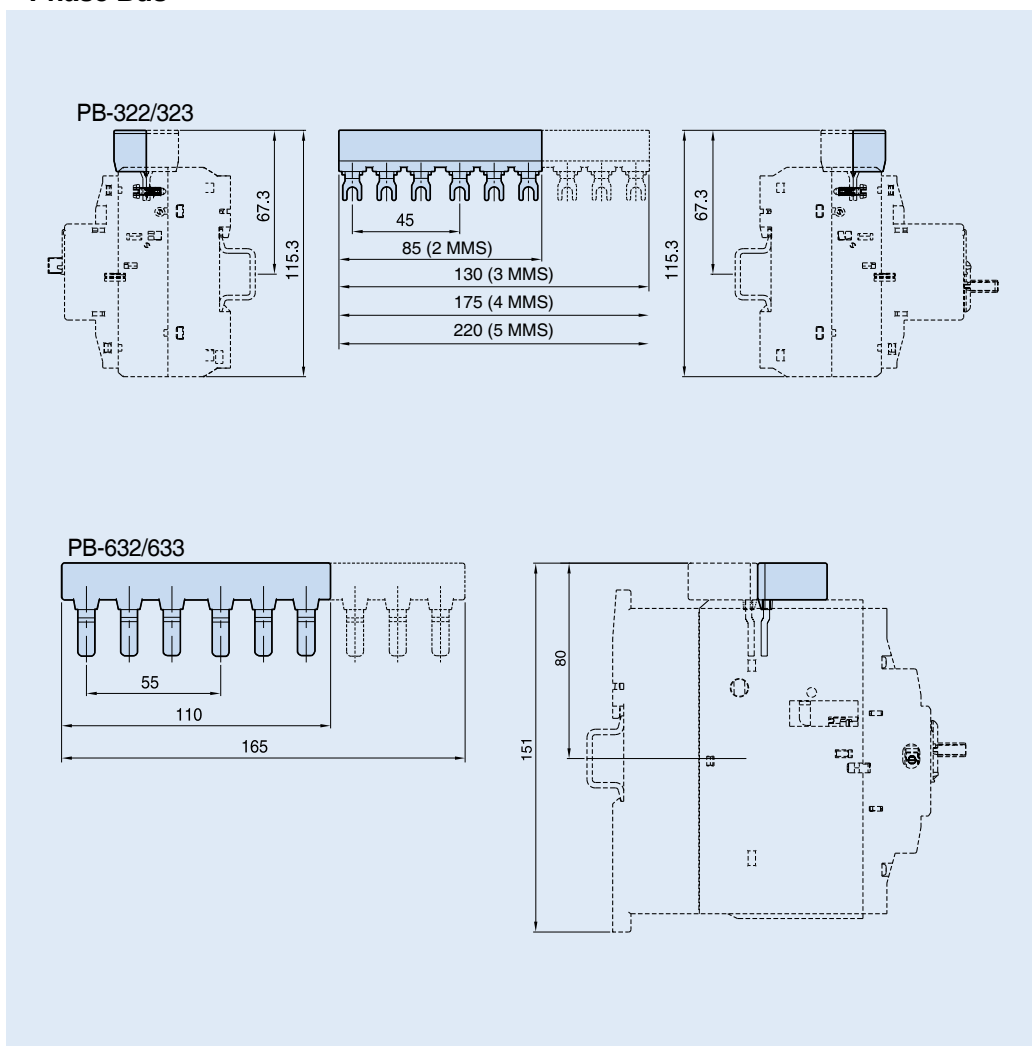 Phase Bus
PB-322/323
67.3
115.3
45
85 (2 MMS)
130 (3 MMS)
175 (4 MMS)
220 (5 MMS)
67.3
115.3
PB-632/633
55
110
165
80
151